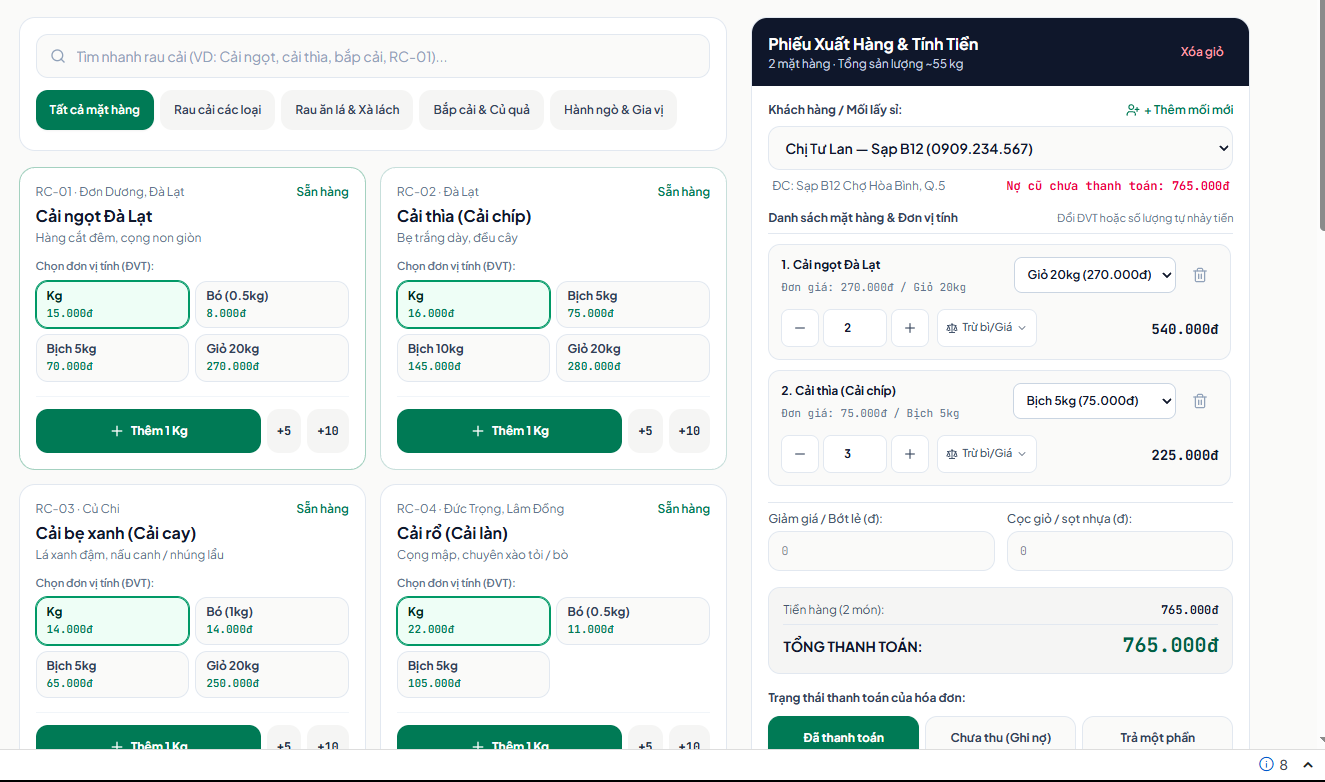 Tìm nhanh rau cải (VD: Cải ngọt, cải thìa, bắp cải, RC-01)...
Tất cả mặt hàng
Rau cải các loại
Rau ăn lá & Xà lách
Bắp cải & Củ quả
Hành ngò & Gia vị
RC-01 · Đơn Dương, Đà Lạt
Sẵn hàng
Cải ngọt Đà Lạt
Hàng cắt đêm, cọng non giòn
Chọn đơn vị tính (ĐVT):
Kg
15.000đ
Bó (0.5kg)
8.000đ
Bịch 5kg
70.000đ
Giỏ 20kg
270.000đ
Thêm 1 Kg
+5
+10
RC-02 · Đà Lạt
Sẵn hàng
Cải thìa (Cải chíp)
Bẹ trắng dày, đều cây
Chọn đơn vị tính (ĐVT):
Kg
16.000đ
Bịch 5kg
75.000đ
Bịch 10kg
145.000đ
Giỏ 20kg
280.000đ
Thêm 1 Kg
+5
+10
RC-03 · Củ Chi
Sẵn hàng
Cải bẹ xanh (Cải cay)
Lá xanh đậm, nấu canh / nhúng lẩu
Chọn đơn vị tính (ĐVT):
Kg
14.000đ
Bó (1kg)
14.000đ
Bịch 5kg
65.000đ
Giỏ 20kg
250.000đ
Thêm 1 Kg
+5
+10
RC-04 · Đức Trọng, Lâm Đồng
Sẵn hàng
Cải rổ (Cải làn)
Cọng mập, chuyên xào tỏi / bò
Chọn đơn vị tính (ĐVT):
Kg
22.000đ
Bó (0.5kg)
11.000đ
Bịch 5kg
105.000đ
Thêm 1 Kg
+5
+10
Phiếu Xuất Hàng & Tính Tiền
2 mặt hàng · Tổng sản lượng ~55 kg
Xóa giỏ
Khách hàng / Mối lấy sỉ:
+ Thêm mối mới
Chị Tư Lan — Sạp B12 (0909.234.567)
ĐC: Sạp B12 Chợ Hòa Bình, Q.5
Nợ cũ chưa thanh toán: 765.000đ
Danh sách mặt hàng & Đơn vị tính
Đổi ĐVT hoặc số lượng tự nhảy tiền
1. Cải ngọt Đà Lạt
Đơn giá: 270.000đ / Giỏ 20kg
Giỏ 20kg (270.000đ)
2
Trừ bì/Giá
540.000đ
2. Cải thìa (Cải chíp)
Đơn giá: 75.000đ / Bịch 5kg
Bịch 5kg (75.000đ)
3
Trừ bì/Giá
225.000đ
Giảm giá / Bớt lẻ (đ):
0
Cọc giỏ / sọt nhựa (đ):
0
Tiền hàng (2 món):
765.000đ
TỔNG THANH TOÁN:
765.000đ
Trạng thái thanh toán của hóa đơn:
Đã thanh toán
Chưa thu (Ghi nợ)
Trả một phần
8